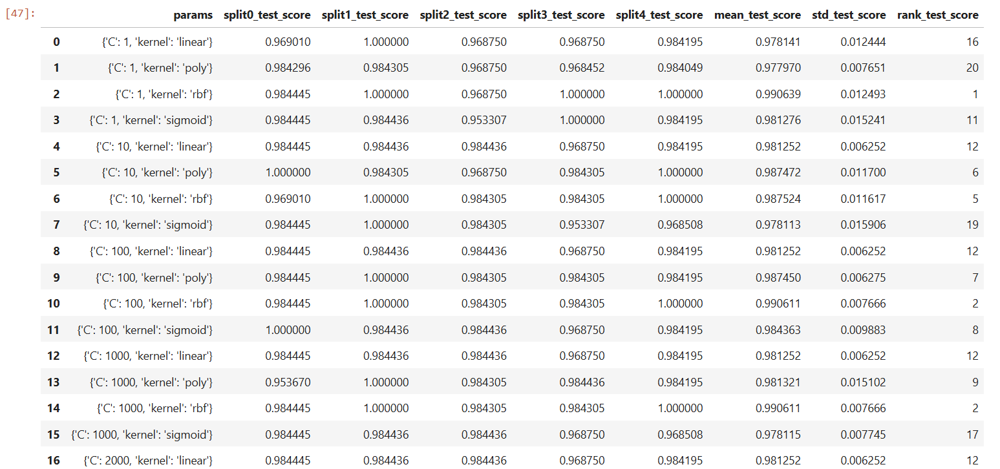 [47]: params split0_test_score split1_test_score split2_test_score split3_test_score split4_test_score mean_test_score std_test_score rank_test_score
0 {'C': 1, 'kernel': 'linear'} 0.969010 1.000000 0.968750 0.968750 0.984195 0.978141 0.012444 16
1 {'C': 1, 'kernel': 'poly'} 0.984296 0.984305 0.968750 0.968452 0.984049 0.977970 0.007651 20
2 {'C': 1, 'kernel': 'rbf'} 0.984445 1.000000 0.968750 1.000000 1.000000 0.990639 0.012493 1
3 {'C': 1, 'kernel': 'sigmoid'} 0.984445 0.984436 0.953307 1.000000 0.984195 0.981276 0.015241 11
4 {'C': 10, 'kernel': 'linear'} 0.984445 0.984436 0.984436 0.968750 0.984195 0.981252 0.006252 12
5 {'C': 10, 'kernel': 'poly'} 1.000000 0.984305 0.968750 0.984305 1.000000 0.987472 0.011700 6
6 {'C': 10, 'kernel': 'rbf'} 0.969010 1.000000 0.984305 0.984305 1.000000 0.987524 0.011617 5
7 {'C': 10, 'kernel': 'sigmoid'} 0.984445 1.000000 0.984305 0.953307 0.968508 0.978113 0.015906 19
8 {'C': 100, 'kernel': 'linear'} 0.984445 0.984436 0.984436 0.968750 0.984195 0.981252 0.006252 12
9 {'C': 100, 'kernel': 'poly'} 0.984445 1.000000 0.984305 0.984305 0.984195 0.987450 0.006275 7
10 {'C': 100, 'kernel': 'rbf'} 0.984445 1.000000 0.984305 0.984305 1.000000 0.990611 0.007666 2
11 {'C': 100, 'kernel': 'sigmoid'} 1.000000 0.984436 0.984436 0.968750 0.984195 0.984363 0.009883 8
12 {'C': 1000, 'kernel': 'linear'} 0.984445 0.984436 0.984436 0.968750 0.984195 0.981252 0.006252 12
13 {'C': 1000, 'kernel': 'poly'} 0.953670 1.000000 0.984305 0.984436 0.984195 0.981321 0.015102 9
14 {'C': 1000, 'kernel': 'rbf'} 0.984445 1.000000 0.984305 0.984305 1.000000 0.990611 0.007666 2
15 {'C': 1000, 'kernel': 'sigmoid'} 0.984445 0.984436 0.984436 0.968750 0.968508 0.978115 0.007745 17
16 {'C': 2000, 'kernel': 'linear'} 0.984445 0.984436 0.984436 0.968750 0.984195 0.981252 0.006252 12